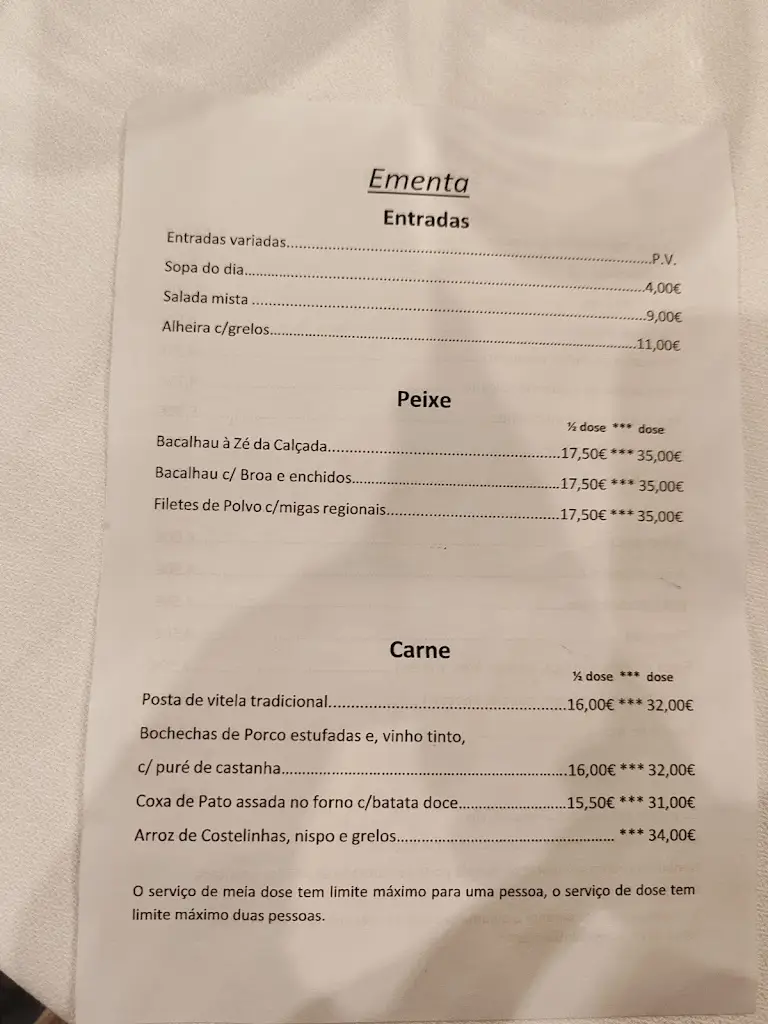 Ementa
Entradas
Entradas variadas..........................................................................P.V.
Sopa do dia..................................................................................4,00€
Salada mista ................................................................................9,00€
Alheira c/grelos...........................................................................11,00€
Peixe
½ dose *** dose
Bacalhau à Zé da Calçada..............................................17,50€ *** 35,00€
Bacalhau c/ Broa e enchidos..........................................17,50€ *** 35,00€
Filetes de Polvo c/migas regionais...................................17,50€ *** 35,00€
Carne
½ dose *** dose
Posta de vitela tradicional................................................16,00€ *** 32,00€
Bochechas de Porco estufadas e, vinho tinto,
c/ puré de castanha..........................................................16,00€ *** 32,00€
Coxa de Pato assada no forno c/batata doce......................15,50€ *** 31,00€
Arroz de Costelinhas, nispo e grelos............................................ *** 34,00€
O serviço de meia dose tem limite máximo para uma pessoa, o serviço de dose tem
limite máximo duas pessoas.